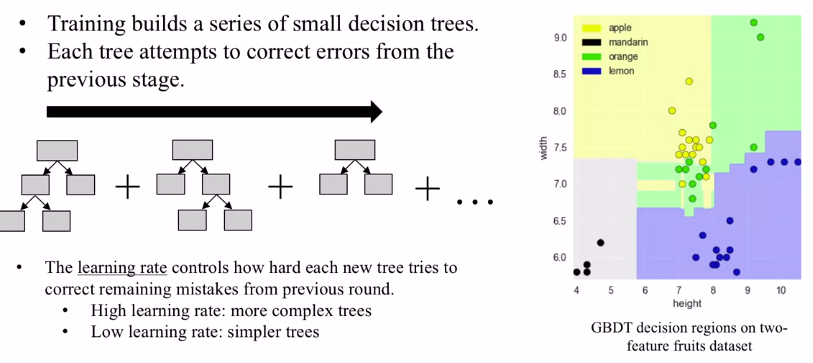 • Training builds a series of small decision trees.
• Each tree attempts to correct errors from the
previous stage.
+ + + • • •
• The learning rate controls how hard each new tree tries to
correct remaining mistakes from previous round.
• High learning rate: more complex trees
• Low learning rate: simpler trees
apple
mandarin
orange
lemon
width
9.0
8.5
8.0
7.5
7.0
6.5
6.0
4 5 6 7 8 9 10
height
GBDT decision regions on two-
feature fruits dataset